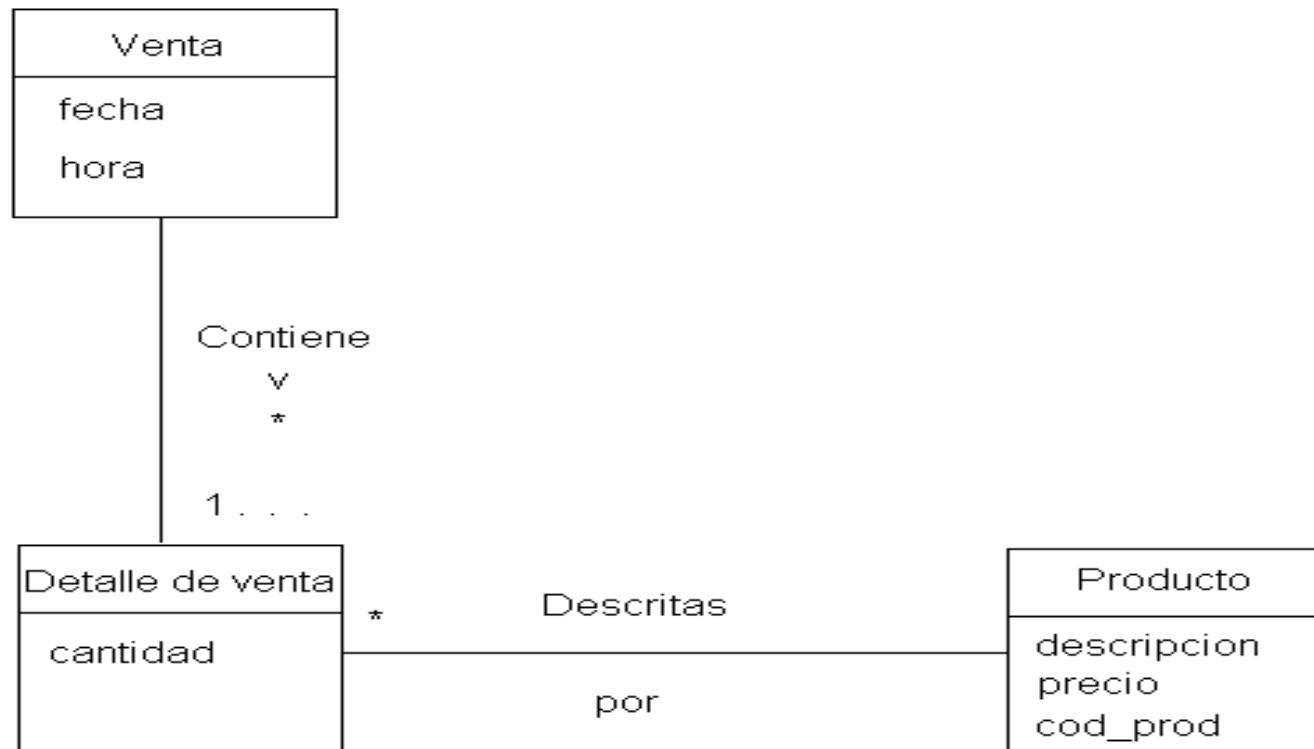 Venta
fecha
hora
Contiene
v
*
1 . . .
Detalle de venta
cantidad
*
Descritas
por
Producto
descripcion
precio
cod_prod